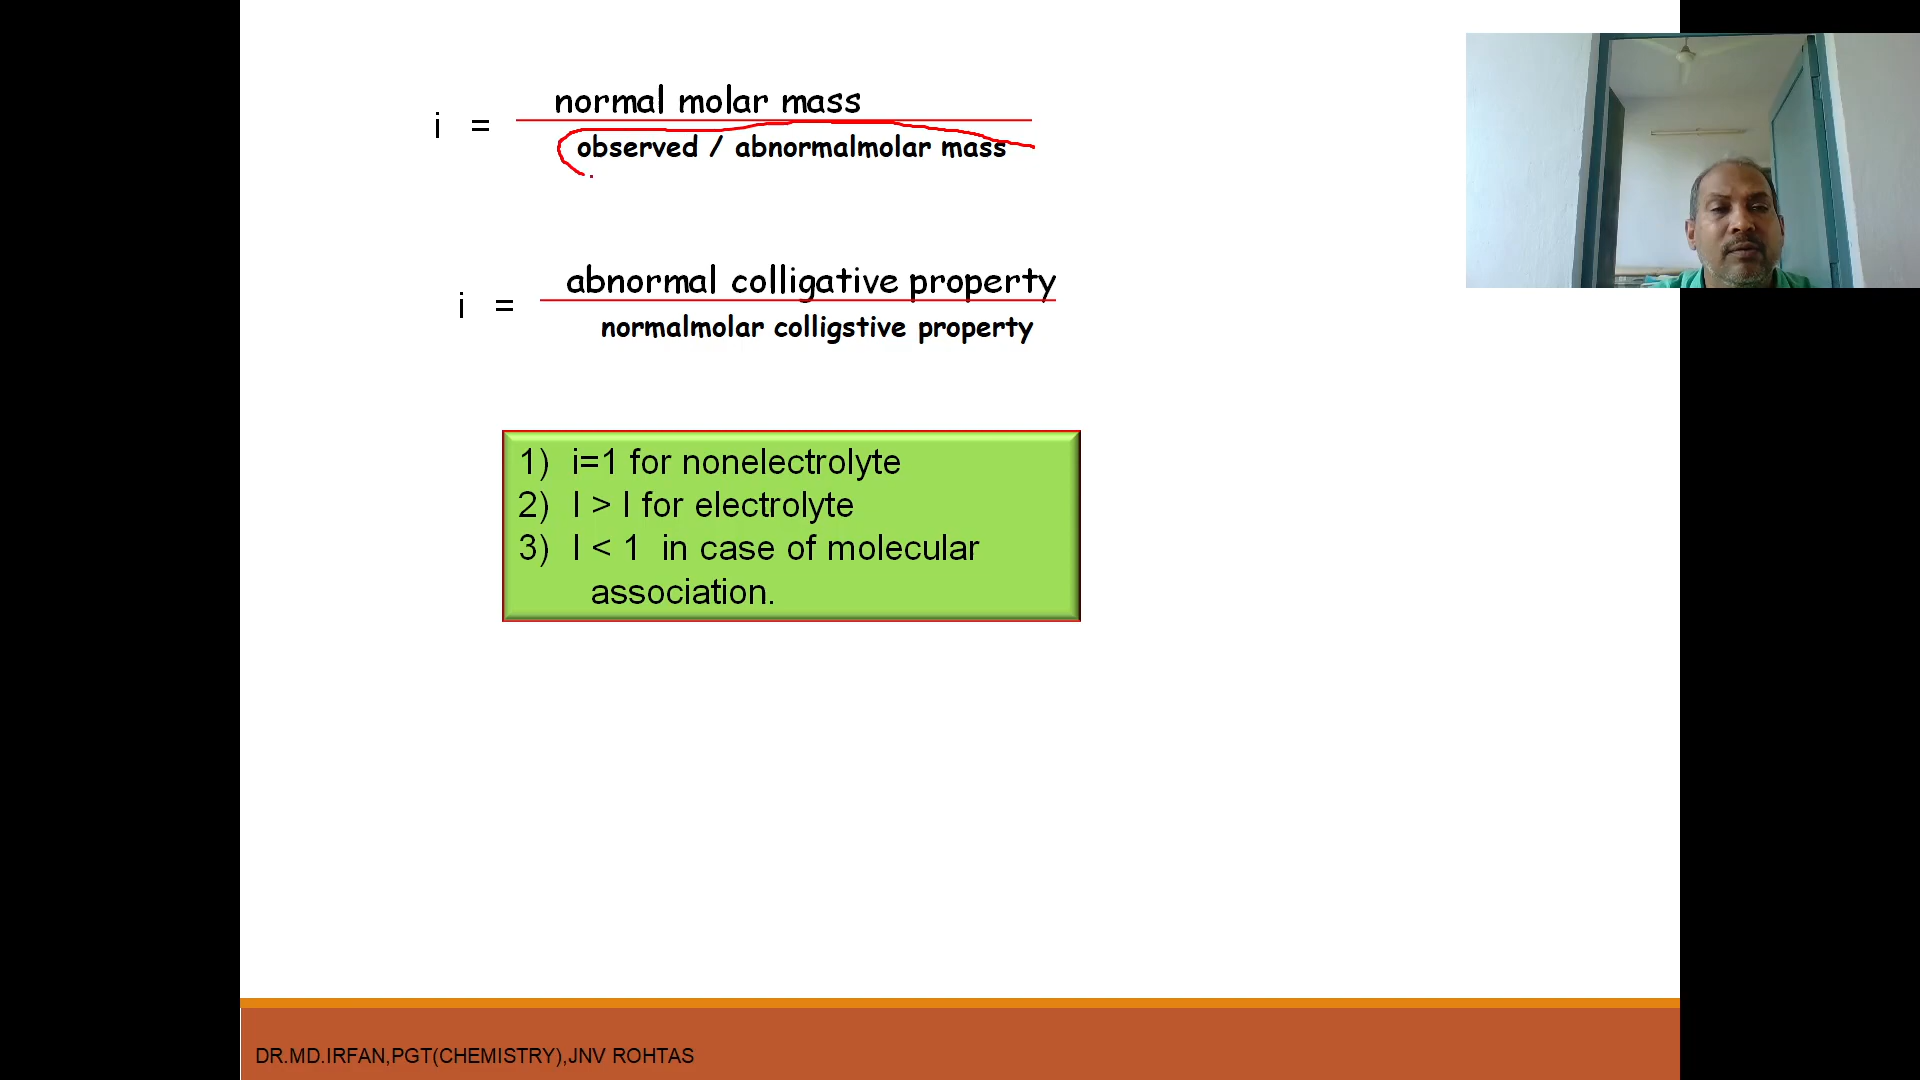 normal molar mass
i =
observed / abnormalmolar mass
abnormal colligative property
i =
normalmolar colligstive property
1) i=1 for nonelectrolyte
2) I > I for electrolyte
3) I < 1 in case of molecular
association.
DR.MD.IRFAN,PGT(CHEMISTRY),JNV ROHTAS